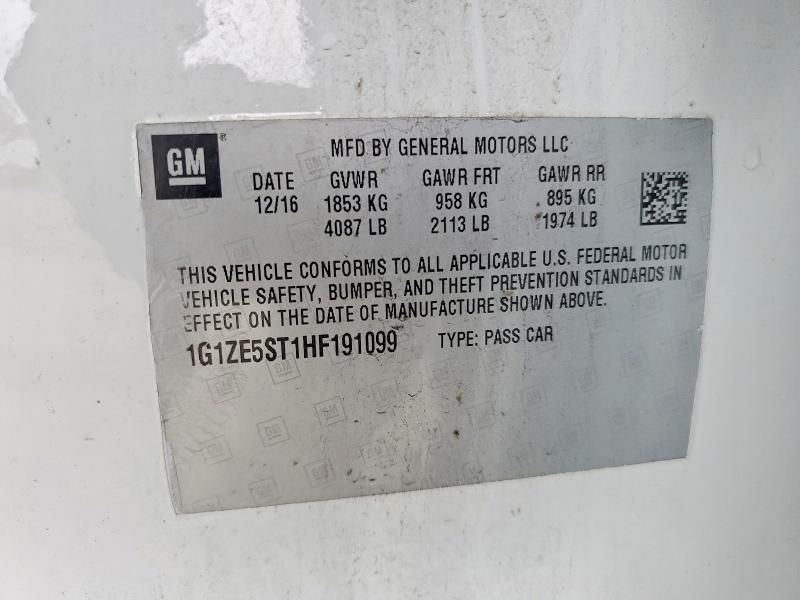 GM
MFD BY GENERAL MOTORS LLC
DATE GVWR GAWR FRT GAWR RR
12/16 1853 KG 958 KG 895 KG
4087 LB 2113 LB 1974 LB
THIS VEHICLE CONFORMS TO ALL APPLICABLE U.S. FEDERAL MOTOR
VEHICLE SAFETY, BUMPER, AND THEFT PREVENTION STANDARDS IN
EFFECT ON THE DATE OF MANUFACTURE SHOWN ABOVE.
1G1ZE5ST1HF191099 TYPE: PASS CAR